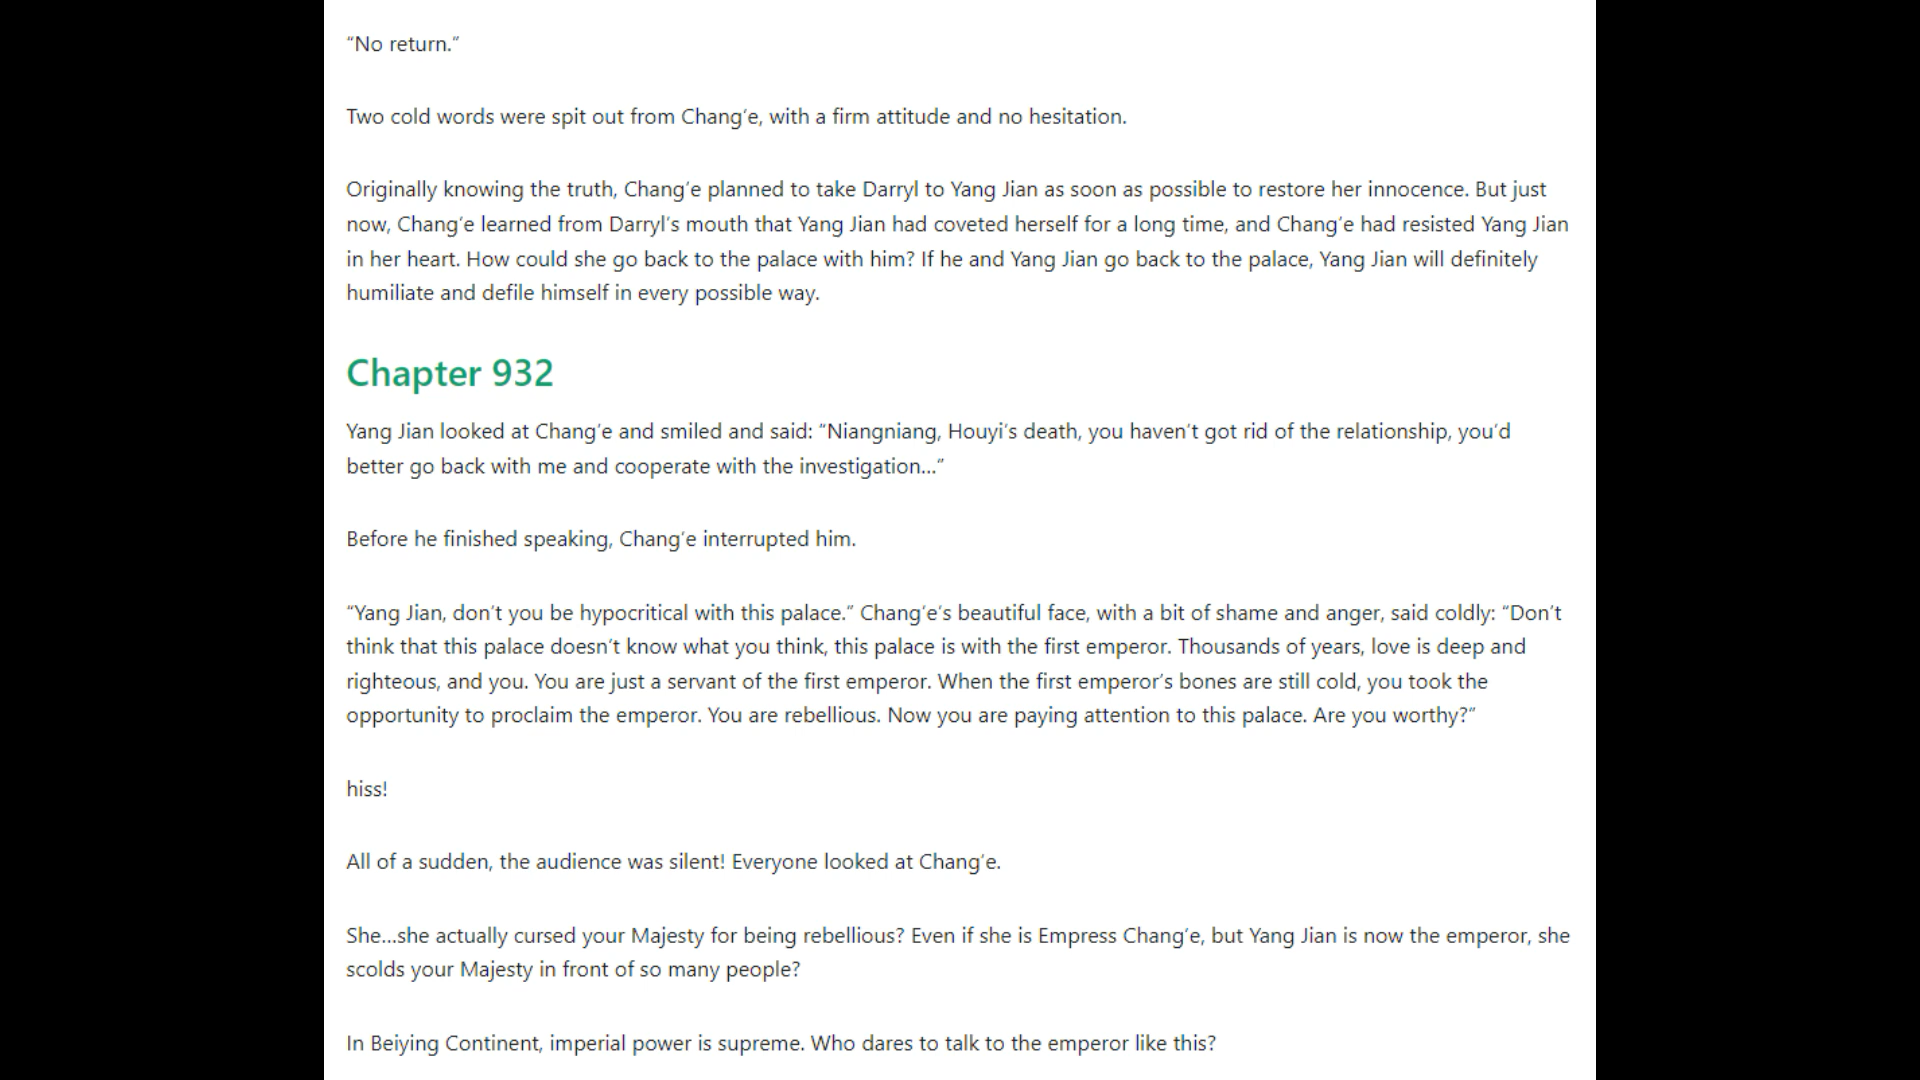 “No return.”
Two cold words were spit out from Chang’e, with a firm attitude and no hesitation.
Originally knowing the truth, Chang’e planned to take Darryl to Yang Jian as soon as possible to restore her innocence. But just
now, Chang’e learned from Darryl’s mouth that Yang Jian had coveted herself for a long time, and Chang’e had resisted Yang Jian
in her heart. How could she go back to the palace with him? If he and Yang Jian go back to the palace, Yang Jian will definitely
humiliate and defile himself in every possible way.
Chapter 932
Yang Jian looked at Chang’e and smiled and said: “Niangniang, Houyi’s death, you haven’t got rid of the relationship, you’d
better go back with me and cooperate with the investigation…”
Before he finished speaking, Chang’e interrupted him.
“Yang Jian, don’t you be hypocritical with this palace.” Chang’e’s beautiful face, with a bit of shame and anger, said coldly: “Don’t
think that this palace doesn’t know what you think, this palace is with the first emperor. Thousands of years, love is deep and
righteous, and you. You are just a servant of the first emperor. When the first emperor’s bones are still cold, you took the
opportunity to proclaim the emperor. You are rebellious. Now you are paying attention to this palace. Are you worthy?”
hiss!
All of a sudden, the audience was silent! Everyone looked at Chang’e.
She…she actually cursed your Majesty for being rebellious? Even if she is Empress Chang’e, but Yang Jian is now the emperor, she
scolds your Majesty in front of so many people?
In Beiying Continent, imperial power is supreme. Who dares to talk to the emperor like this?